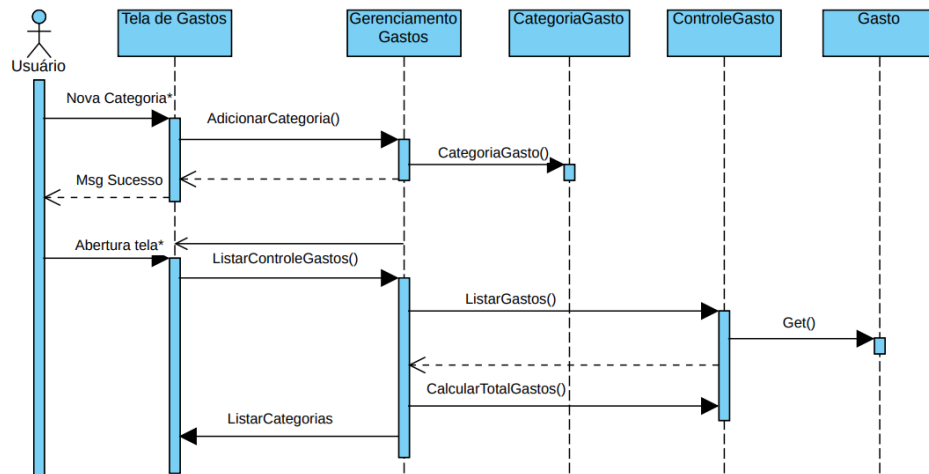 Tela de Gastos
Gerenciamento
Gastos
CategoriaGasto
ControleGasto
Gasto
Usuário
Nova Categoria*
AdicionarCategoria()
CategoriaGasto()
Msg Sucesso
Abertura tela*
ListarControleGastos()
ListarGastos()
Get()
CalcularTotalGastos()
ListarCategorias